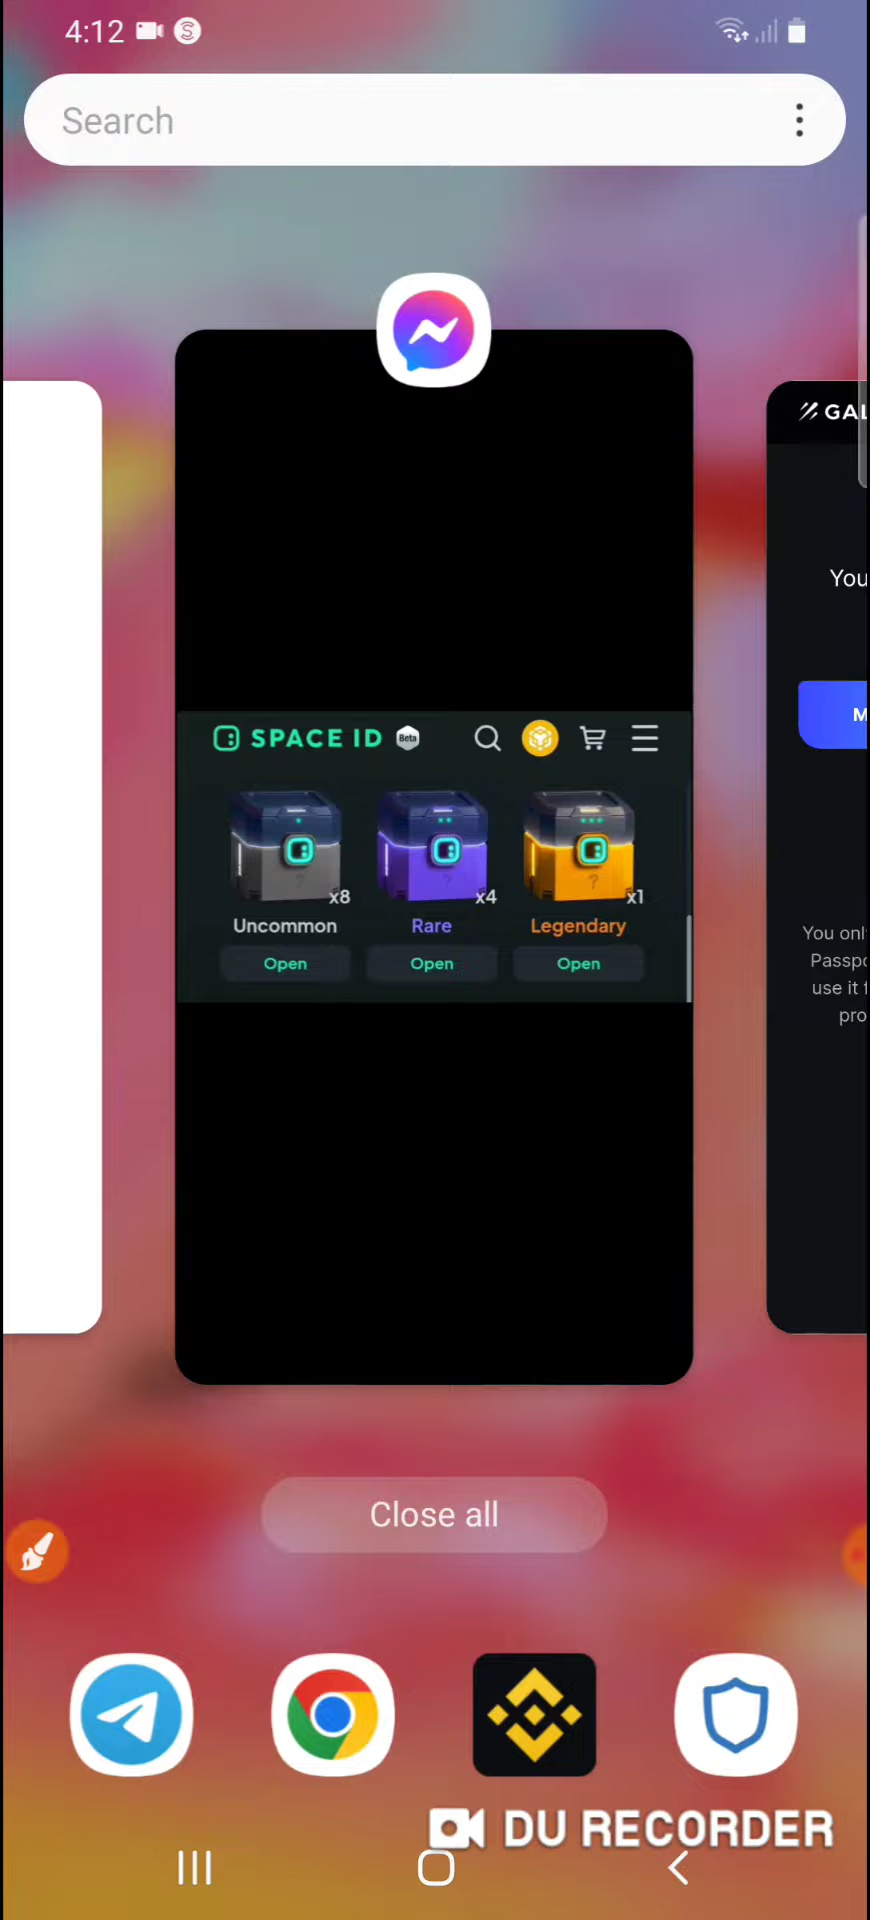 4:12
Search
GAL
You
SPACE ID Beta
M
x8 x4 x1
Uncommon Rare Legendary
You onl
Open Open Open
Passpo
use it f
pro
Close all
DU RECORDER